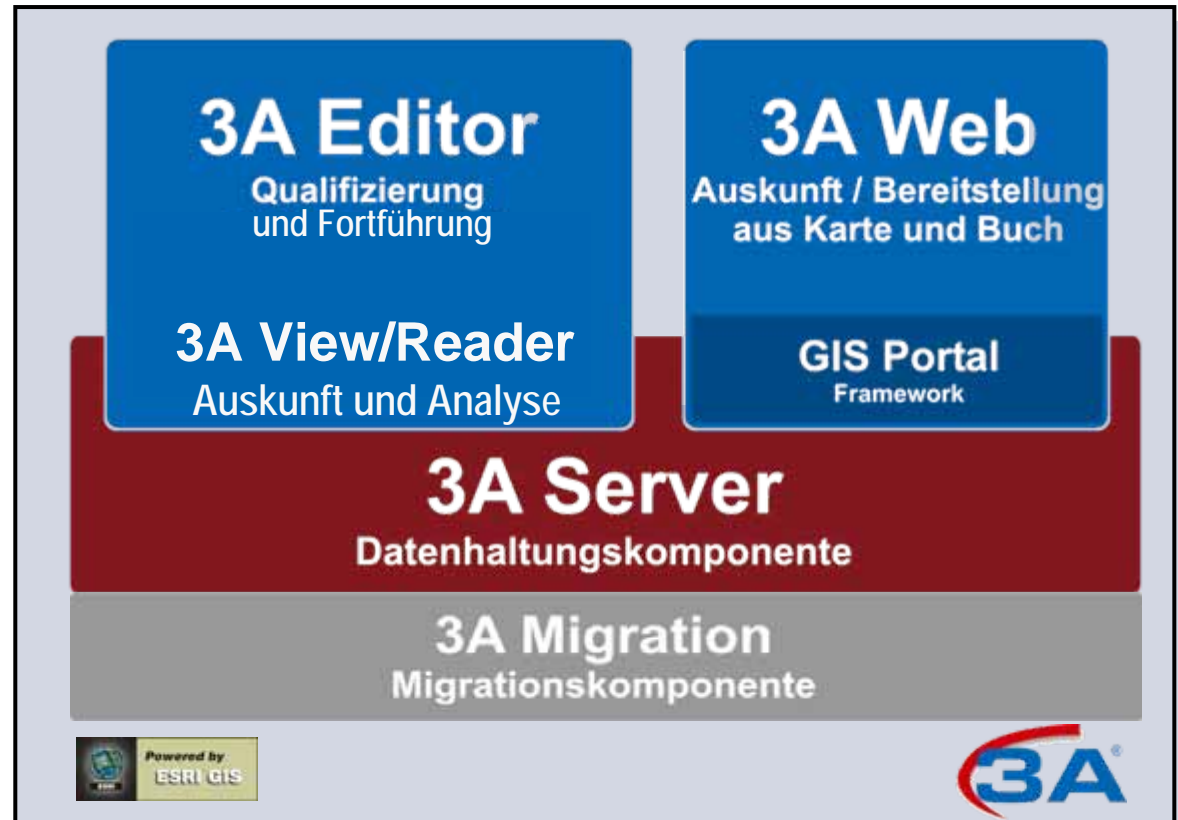 3A Editor
Qualifizierung
und Fortführung
3A View/Reader
Auskunft und Analyse
3A Web
Auskunft / Bereitstellung
aus Karte und Buch
GIS Portal
Framework
3A Server
Datenhaltungskomponente
3A Migration
Migrationskomponente
Powered by
ESRI GIS
3A®